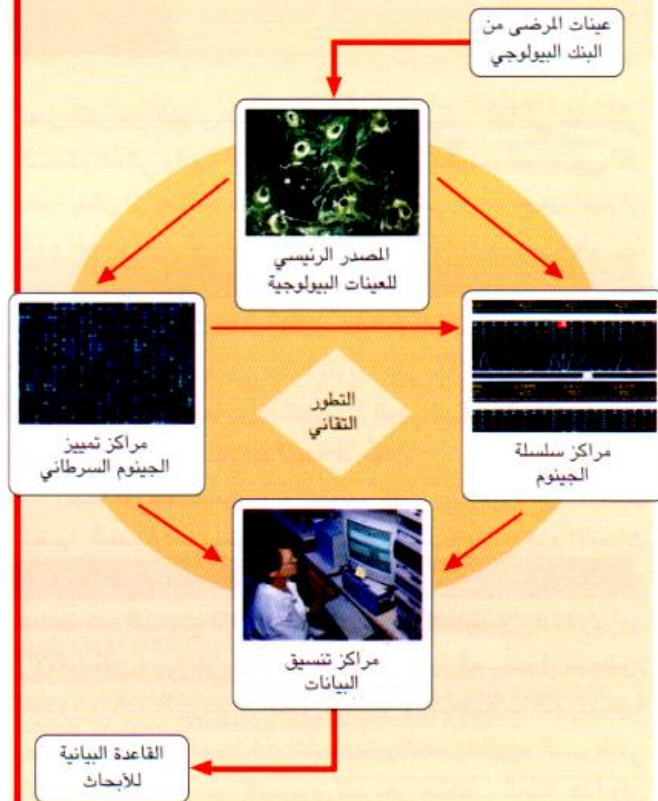 عينات المرضى من
البنك البيولوجي
المصدر الرئيسي
للعينات البيولوجية
مراكز تمييز
الجينوم السرطاني
التطور
التقاني
مراكز سلسلة
الجينوم
مراكز تنسيق
البيانات
القاعدة البيانية
للأبحاث